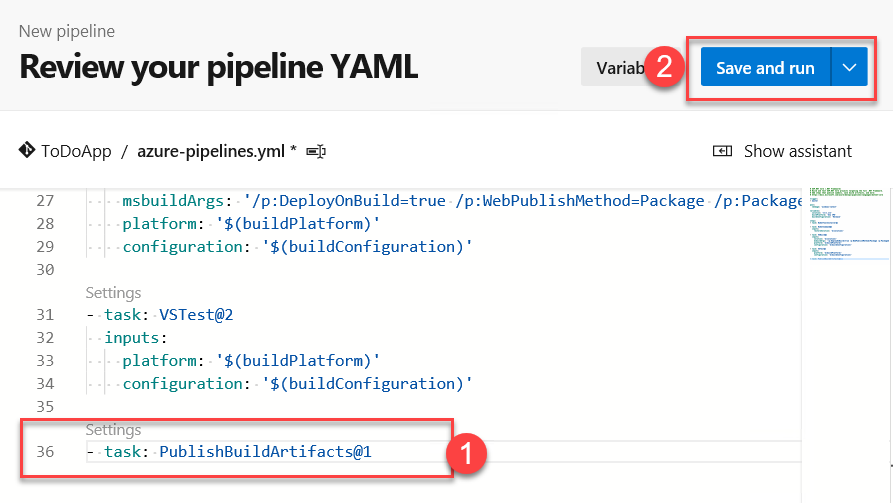 New pipeline
Review your pipeline YAML
Variab
2
Save and run
ToDoApp / azure-pipelines.yml *
Show assistant
27 msbuildArgs: '/p:DeployOnBuild=true /p:WebPublishMethod=Package /p:Package
28 platform: '$(buildPlatform)'
29 configuration: '$(buildConfiguration)'
30
Settings
31 - task: VSTest@2
32 inputs:
33 platform: '$(buildPlatform)'
34 configuration: '$(buildConfiguration)'
35
Settings
36 - task: PublishBuildArtifacts@1
1